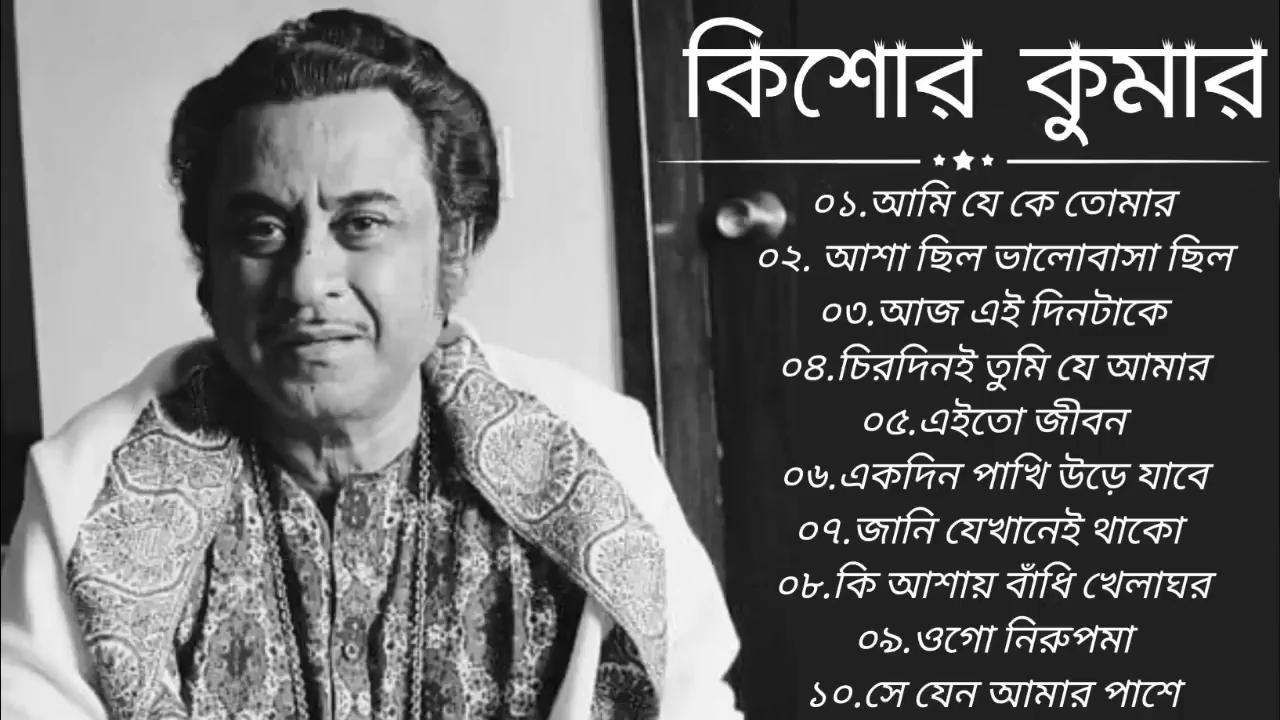 কিশোর কুমার
০১.আমি যে কে তোমার
০২. আশা ছিল ভালোবাসা ছিল
০৩.আজ এই দিনটাকে
০৪.চিরদিনই তুমি যে আমার
০৫.এইতো জীবন
০৬.একদিন পাখি উড়ে যাবে
০৭.জানি যেখানেই থাকো
০৮.কি আশায় বাঁধি খেলাঘর
০৯.ওগো নিরুপমা
১০.সে যেন আমার পাশে